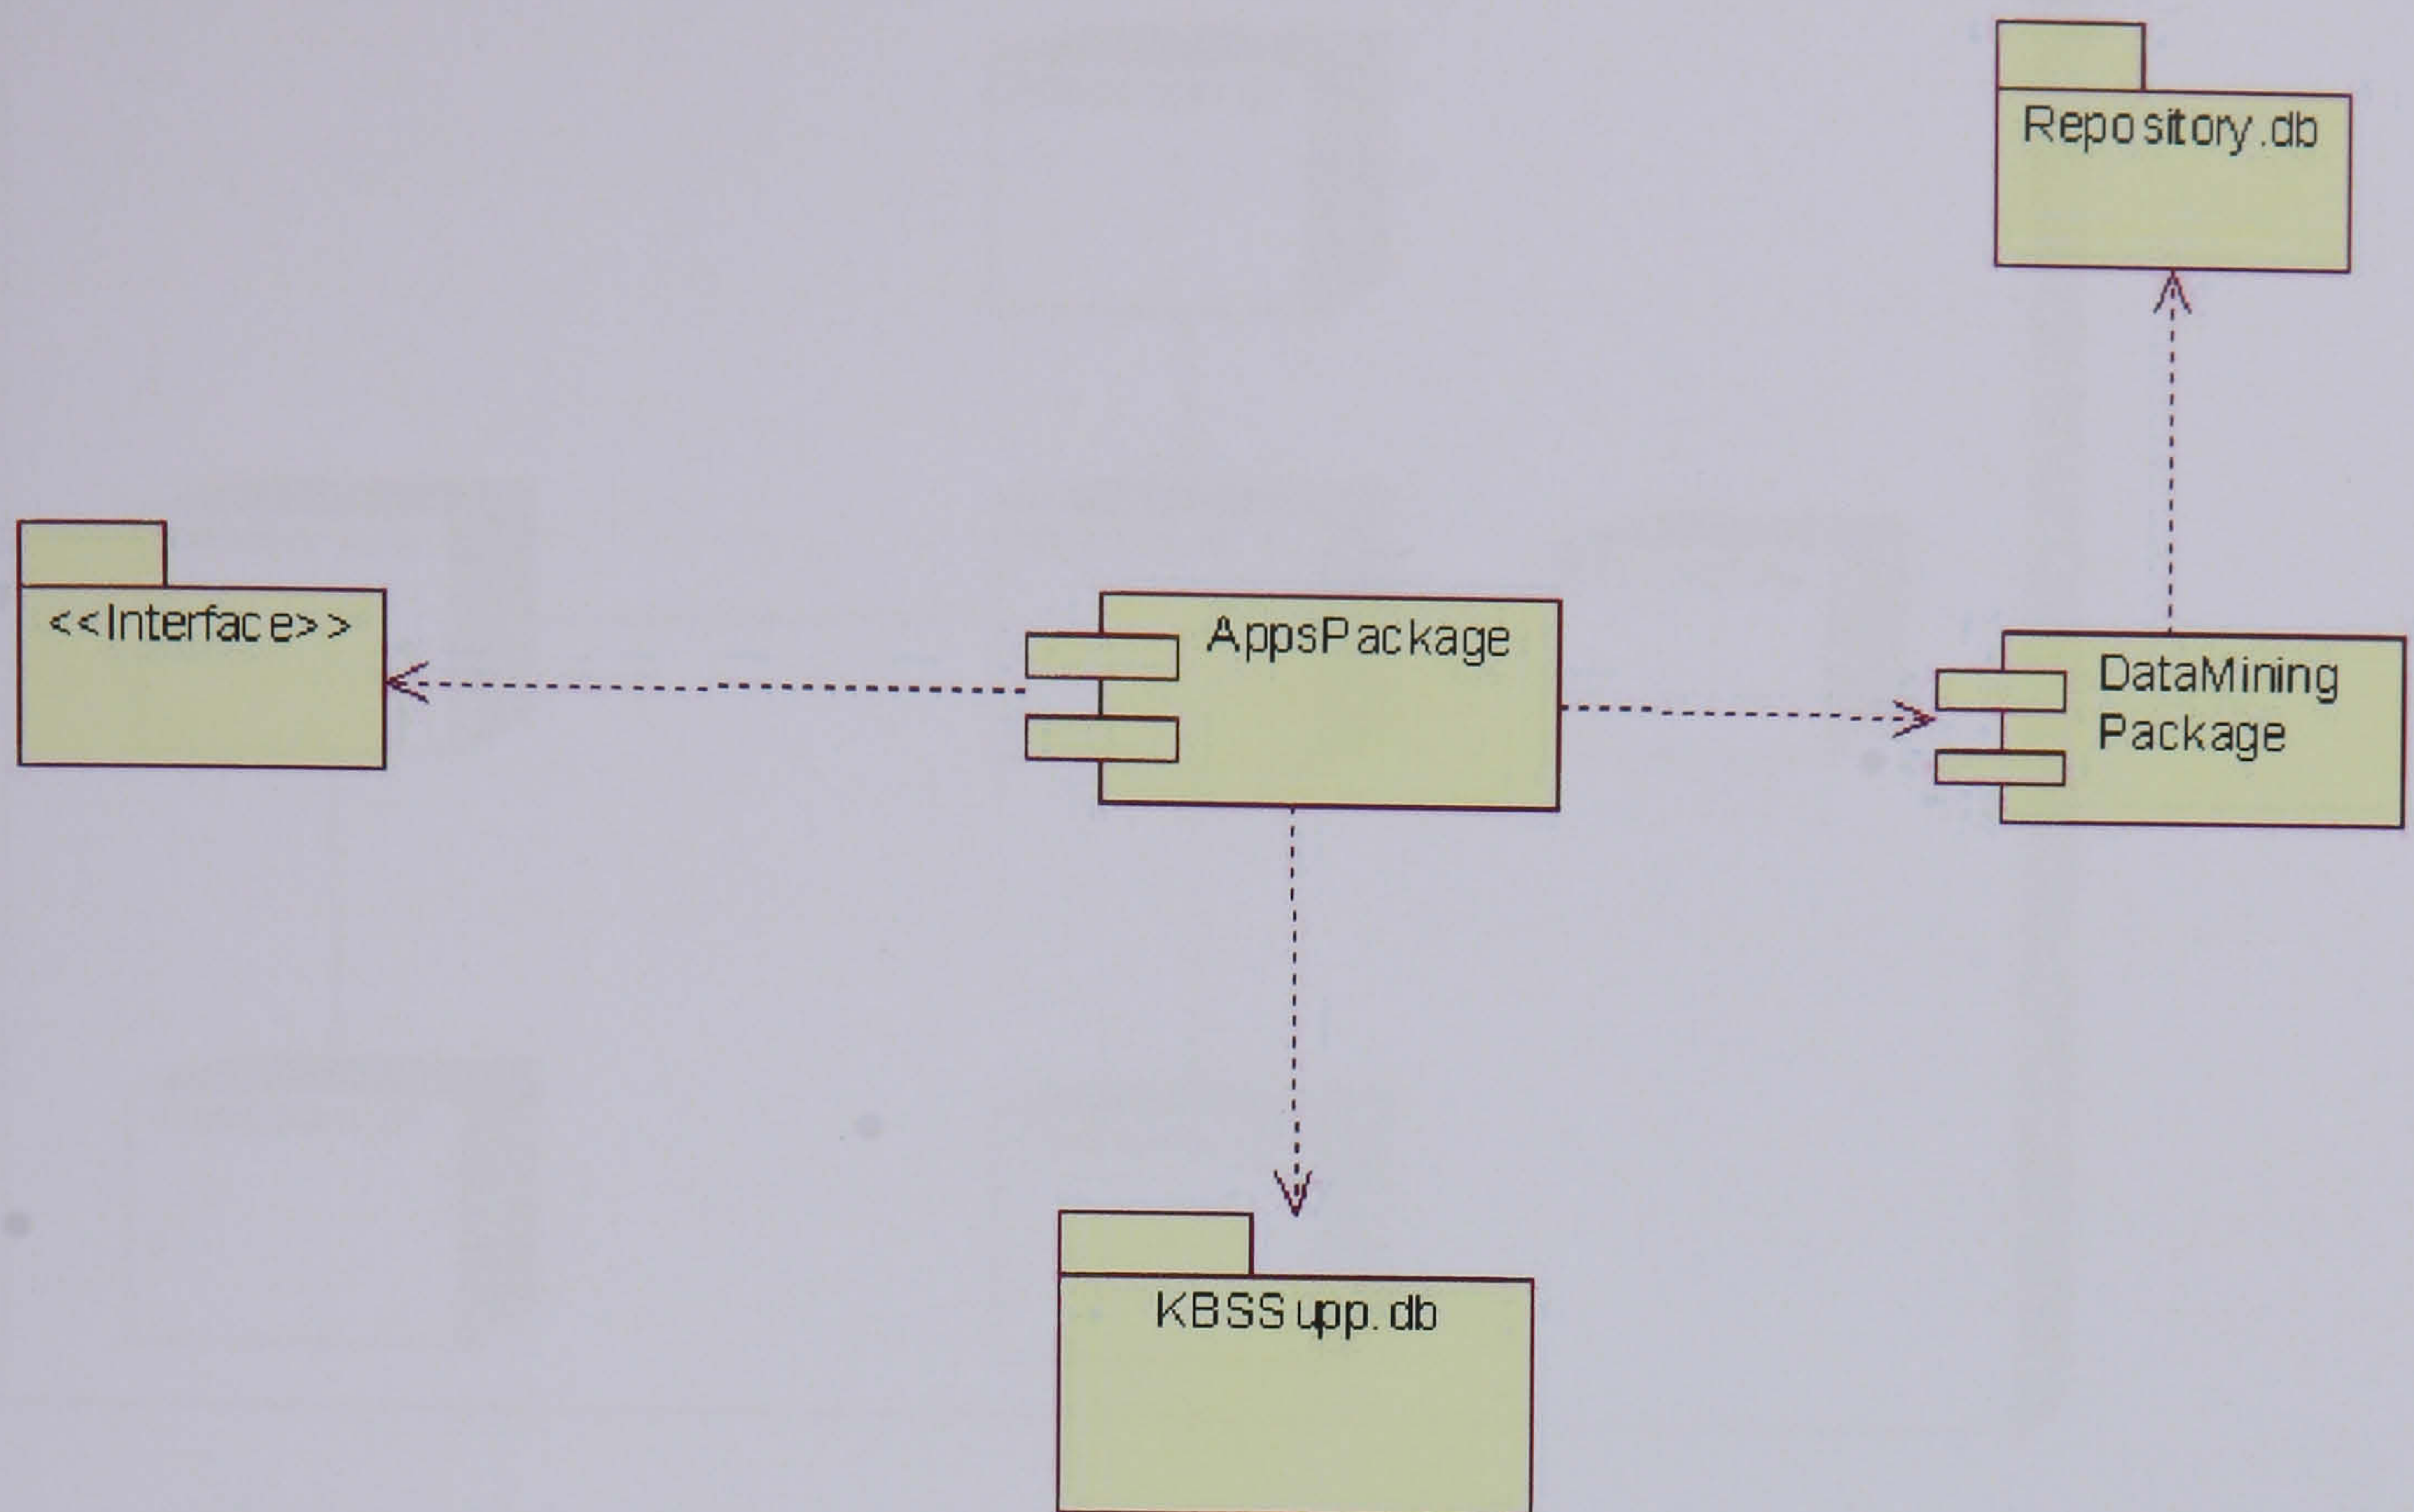 Repository.db
<<Interface>>
AppsPackage
DataMining
Package
KBSSupp.db